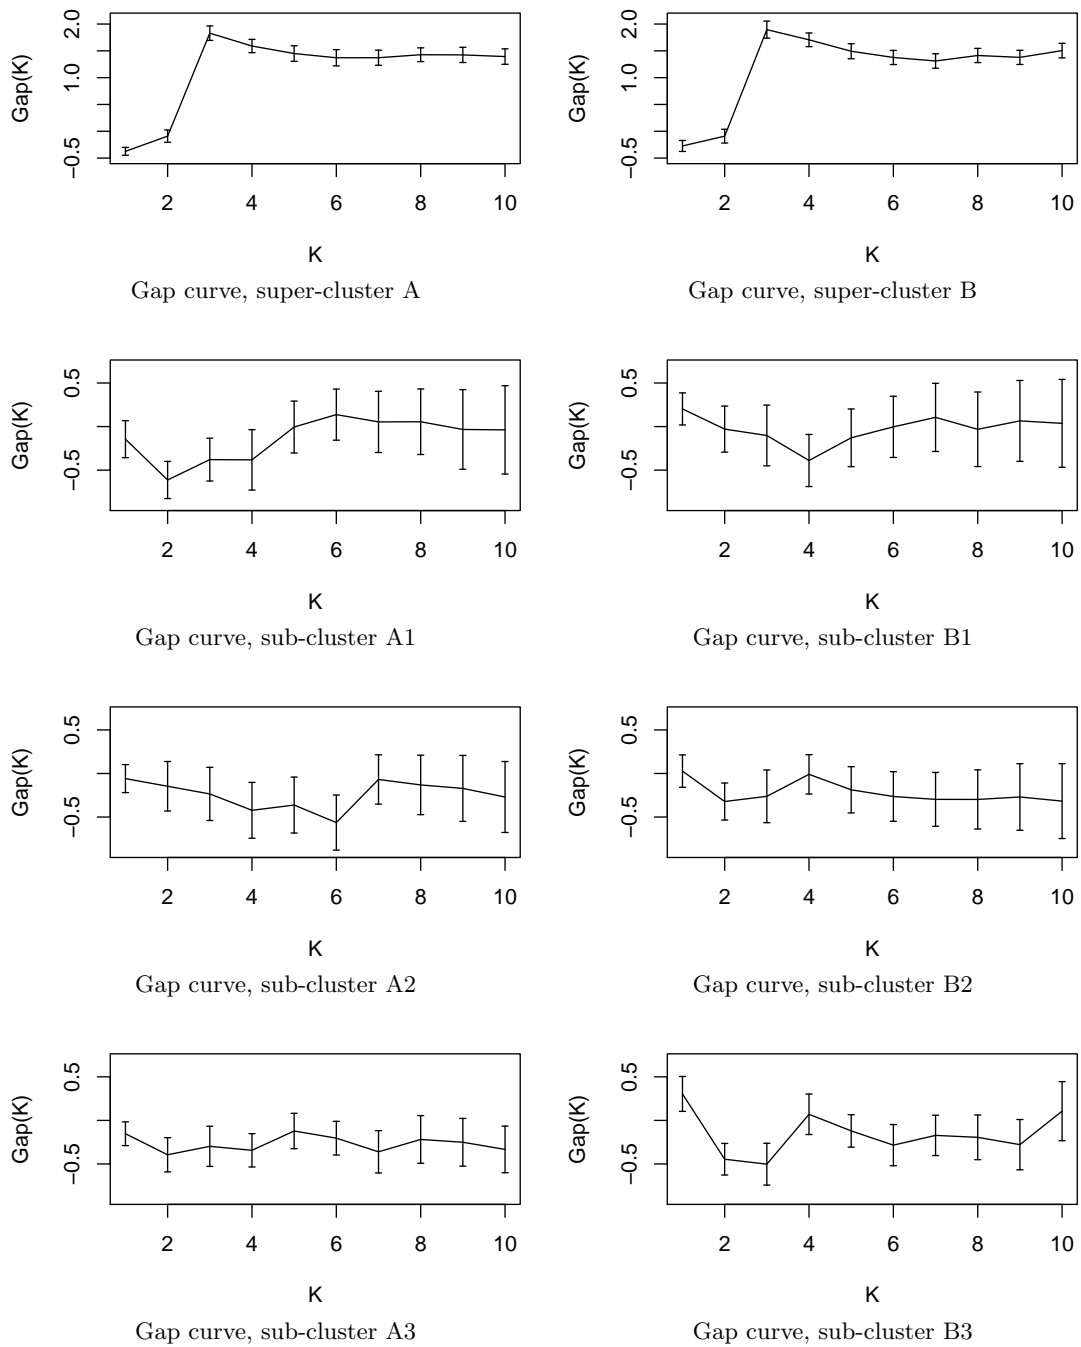 Gap(K)
2.0
1.0
−0.5
2 4 6 8 10
K
Gap curve, super-cluster A
Gap(K)
2.0
1.0
−0.5
2 4 6 8 10
K
Gap curve, super-cluster B
Gap(K)
0.5
−0.5
2 4 6 8 10
K
Gap curve, sub-cluster A1
Gap(K)
0.5
−0.5
2 4 6 8 10
K
Gap curve, sub-cluster B1
Gap(K)
0.5
−0.5
2 4 6 8 10
K
Gap curve, sub-cluster A2
Gap(K)
0.5
−0.5
2 4 6 8 10
K
Gap curve, sub-cluster B2
Gap(K)
0.5
−0.5
2 4 6 8 10
K
Gap curve, sub-cluster A3
Gap(K)
0.5
−0.5
2 4 6 8 10
K
Gap curve, sub-cluster B3